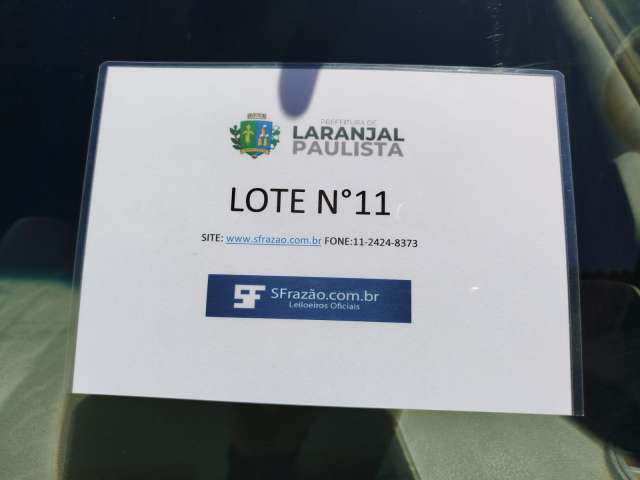 PREFEITURA DE
LARANJAL
PAULISTA
LOTE N°11
SITE: www.sfrazao.com.br FONE:11-2424-8373
SF SFrazão.com.br
Leiloeiros Oficiais